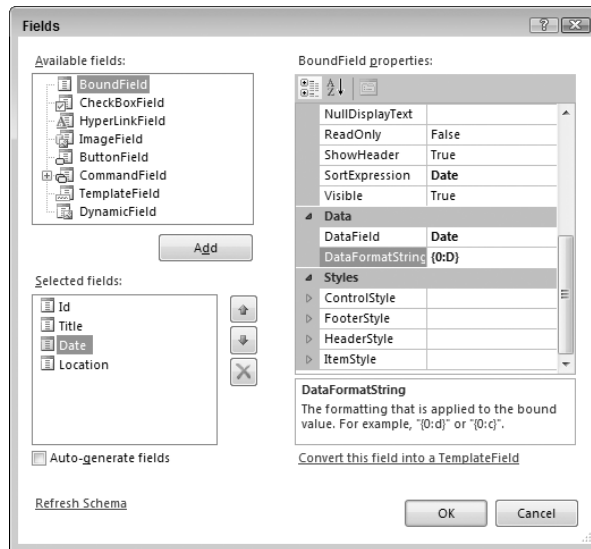 Fields
Available fields:
BoundField
CheckBoxField
HyperLinkField
ImageField
ButtonField
CommandField
TemplateField
DynamicField
Add
Selected fields:
Id
Title
Date
Location
Auto-generate fields
Refresh Schema
BoundField properties:
NullDisplayText
ReadOnly False
ShowHeader True
SortExpression Date
Visible True
Data
DataField Date
DataFormatString {0:D}
Styles
ControlStyle
FooterStyle
HeaderStyle
ItemStyle
DataFormatString
The formatting that is applied to the bound
value. For example, "{0:d}" or "{0:c}".
Convert this field into a TemplateField
OK Cancel